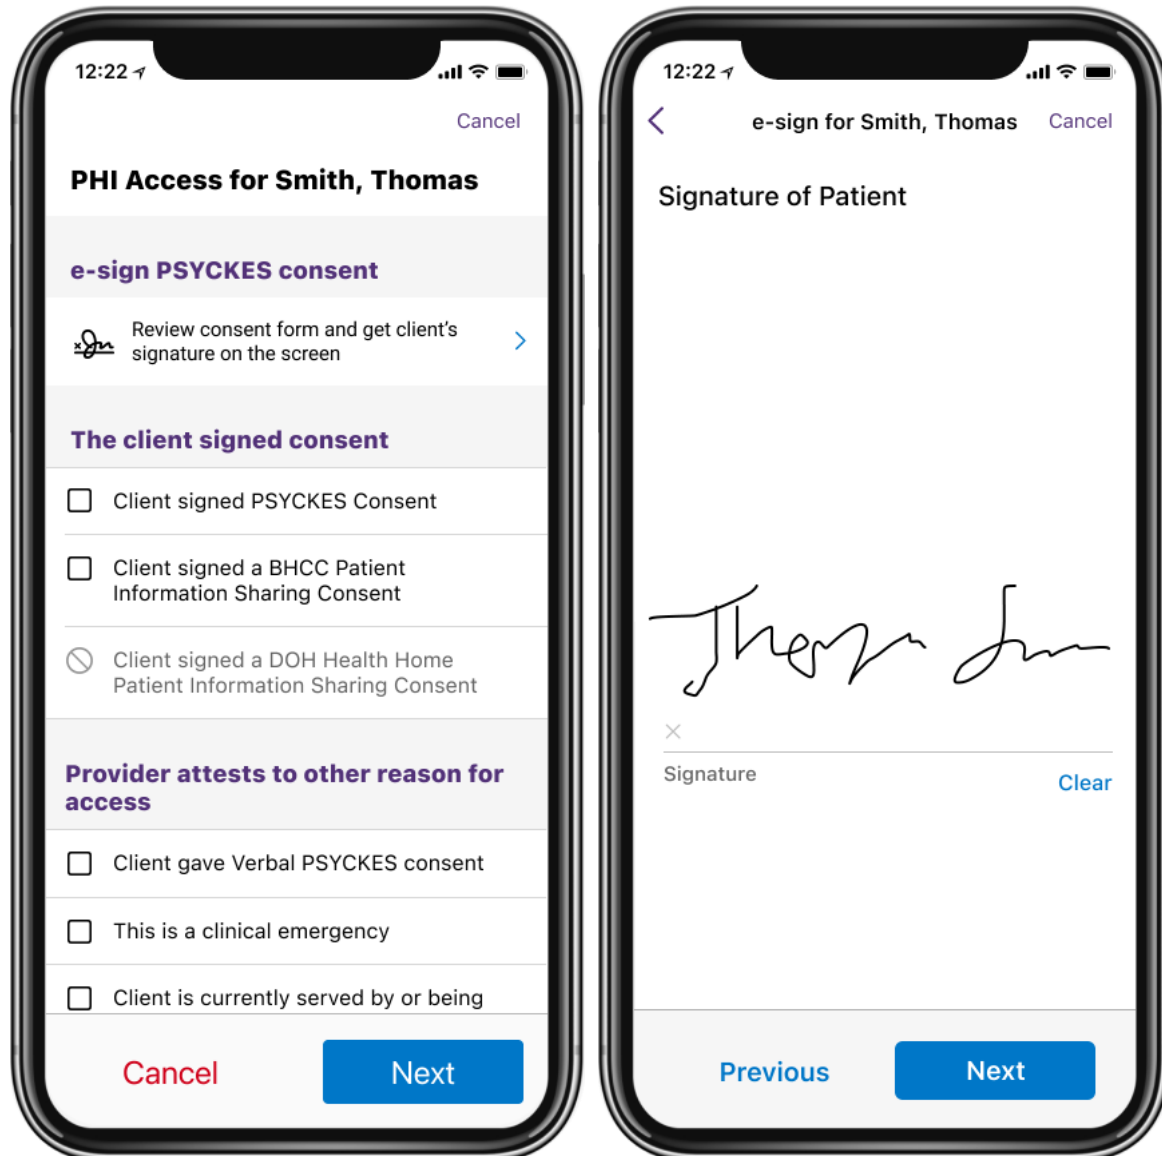 12:22
Cancel
PHI Access for Smith, Thomas
e-sign PSYCKES consent
Review consent form and get client's
signature on the screen
The client signed consent
Client signed PSYCKES Consent
Client signed a BHCC Patient
Information Sharing Consent
Client signed a DOH Health Home
Patient Information Sharing Consent
Provider attests to other reason for
access
Client gave Verbal PSYCKES consent
This is a clinical emergency
Client is currently served by or being
Cancel
Next
12:22
e-sign for Smith, Thomas
Cancel
Signature of Patient
Signature
Clear
Previous
Next